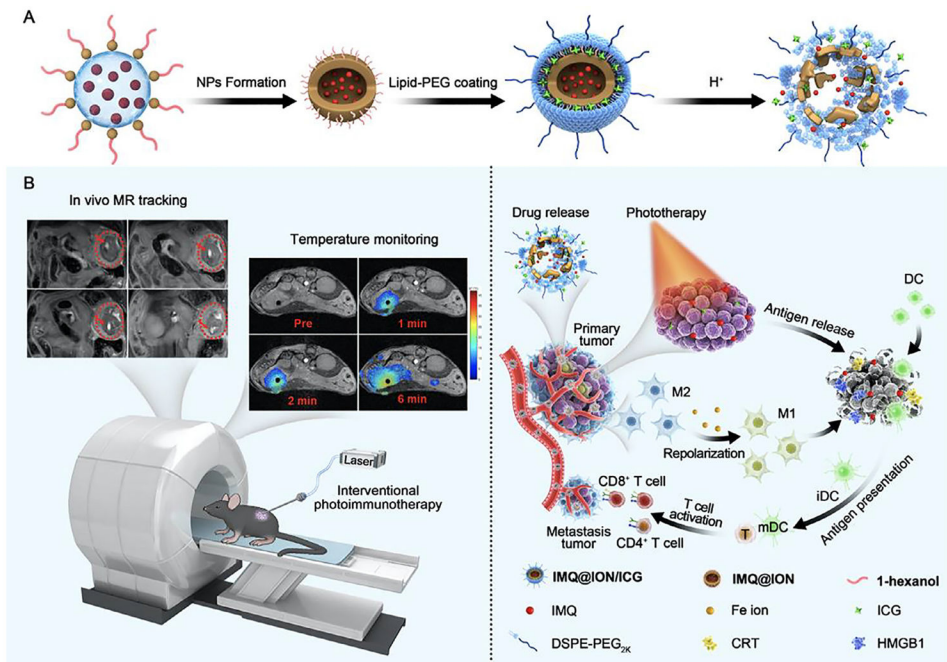 A
NPs Formation
Lipid-PEG coating
H⁺
B
In vivo MR tracking
Temperature monitoring
Pre
1 min
2 min
6 min
Laser
Interventional
photoimmunotherapy
Drug release
Phototherapy
Primary
tumor
Antigen release
DC
M2
M1
Repolarization
iDC
Antigen presentation
mDC
T
T cell
activation
CD8⁺ T cell
CD4⁺ T cell
Metastasis
tumor
IMQ@ION/ICG
IMQ@ION
1-hexanol
IMQ
Fe ion
ICG
DSPE-PEG₂ₖ
CRT
HMGB1